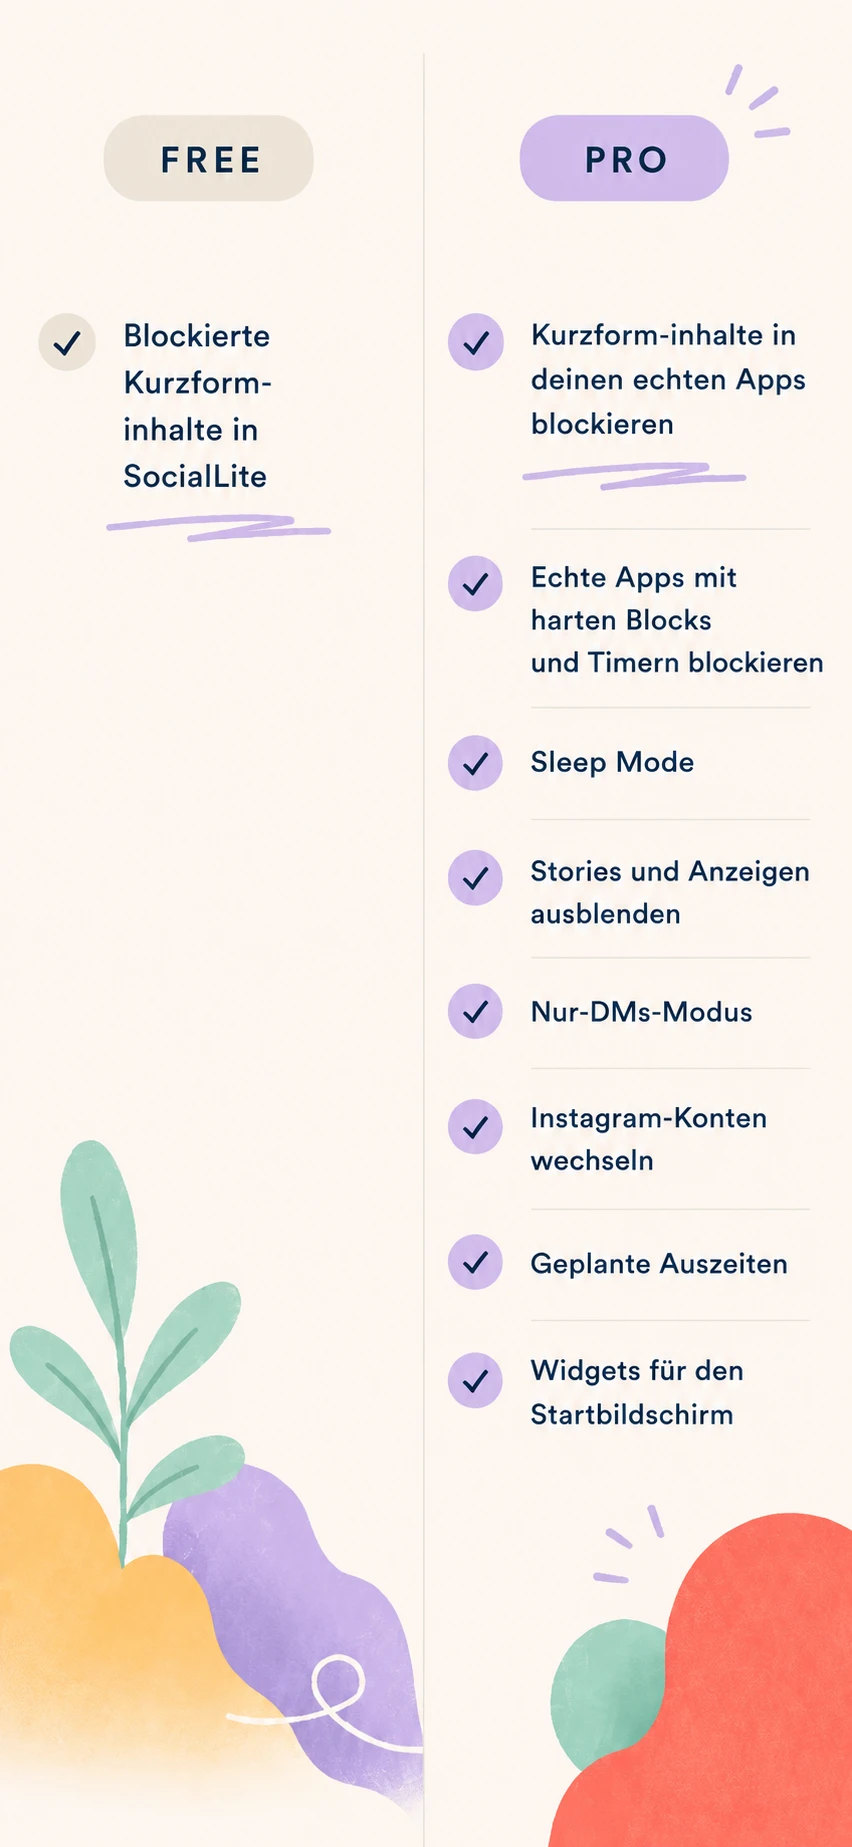 FREE
Blockierte
Kurzform-
inhalte in
SocialLite
PRO
Kurzform-inhalte in
deinen echten Apps
blockieren
Echte Apps mit
harten Blocks
und Timern blockieren
Sleep Mode
Stories und Anzeigen
ausblenden
Nur-DMs-Modus
Instagram-Konten
wechseln
Geplante Auszeiten
Widgets für den
Startbildschirm